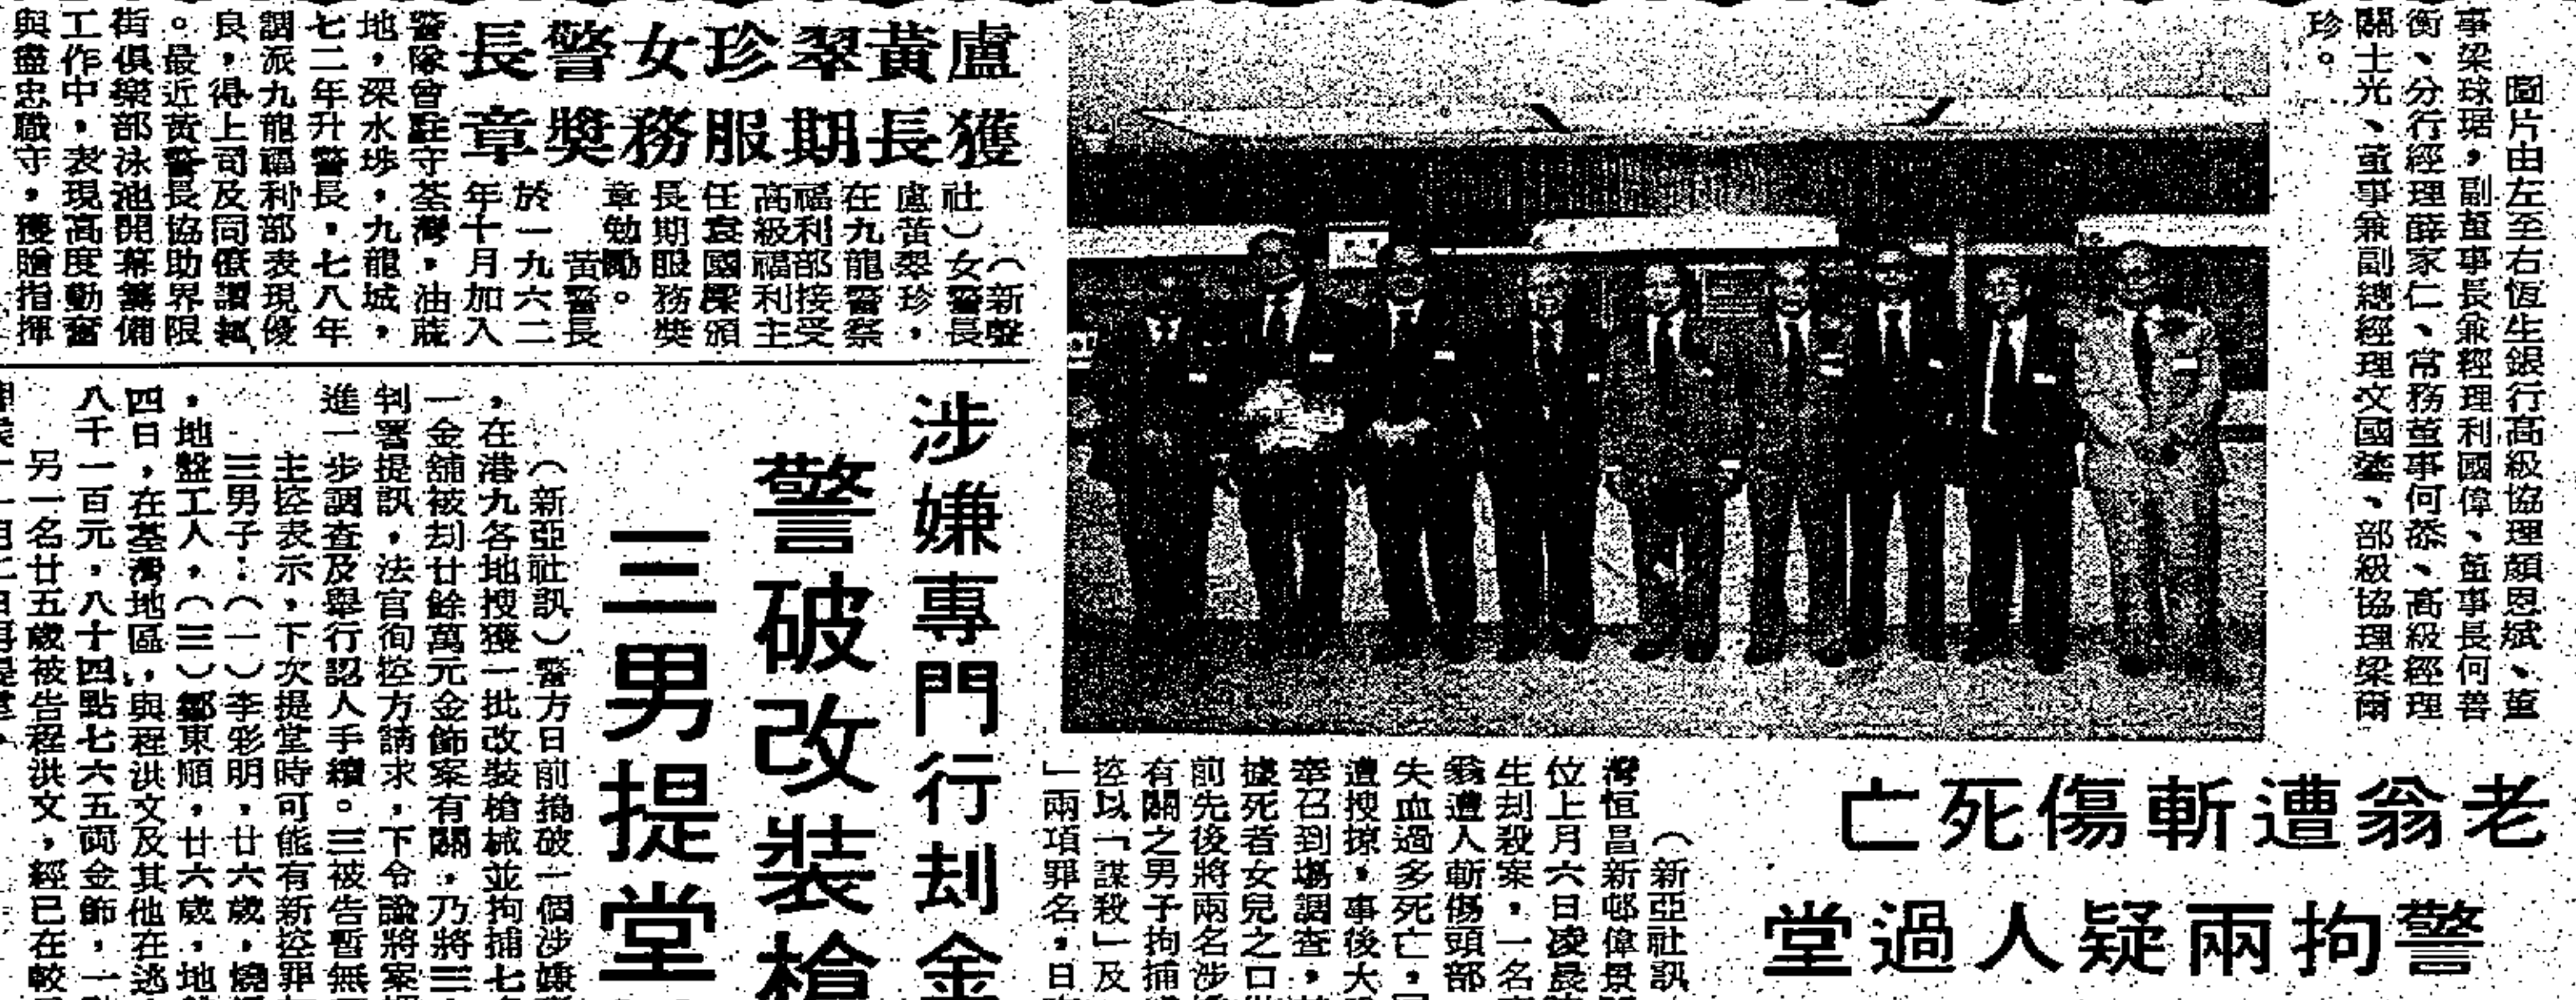 圖片由左至右恆生銀行高級協理顏恩斌、董
事梁球琚,副董事長兼經理利國偉、董事長何善
衡、分行經理薛家仁、常務董事何添、高級經理
關士光、董事兼副總經理文國鎏、部級協理梁爾
珍。
盧黃翠珍女警長
獲長期服務獎章
(新聲
社)女警長
盧黃翠珍,
在九龍警察
福利部接受
高級福利主
任袁國樑頒
長期服務獎
章勉勵。
黃警長
於一九六二
年十月加入
警隊曾駐守荃灣,油蔴
地,深水埗,九龍城,
七二年升警長,七八年
調派九龍福利部表現優
良,得上司及同僚讚賞
。最近黃警長協助界限
街俱樂部泳池開幕籌備
工作中,表現高度勤奮
與盡忠職守,獲贈指揮
老翁遭斬傷死亡
警拘兩疑人過堂
(新亞社訊
灣恒昌新邨偉景
位上月六日凌晨
生刦殺案,一名
翁遭人斬傷頭部
失血過多死亡,
遭搜掠,事後大
率召到塲調查,
據死者女兒之口
前先後將兩名涉
有關之男子拘捕
控以「謀殺」及
」兩項罪名,日
涉嫌專門行刦金
警破改裝槍
三男提堂
(新亞社訊)警方日前搗破一個涉嫌
,在港九各地搜獲一批改裝槍械並拘捕七
一金舖被刦廿餘萬元金飾案有關,乃將三
判署提訊,法官徇控方請求,下令諭將案
進一步調查及舉行認人手續。三被告暫無
主控表示,下次提堂時可能有新控罪
三男子:(一)李彩明,廿六歲,燒
,地盤工人,(三)鄒東順,廿六歲,地
四日,在荃灣地區,與程洪文及其他在逃
八千一百元,八十四點七六五両金飾,一
另一名廿五歲被告程洪文,經已在較